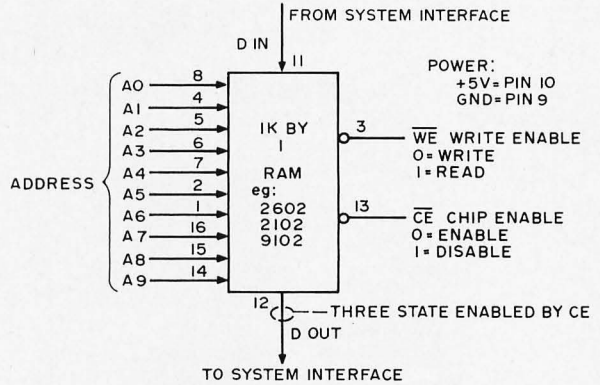 FROM SYSTEM INTERFACE
D IN
11
POWER:
+5V=PIN 10
GND=PIN 9
ADDRESS
A0 8
A1 4
A2 5
A3 6
A4 7
A5 2
A6 1
A7 16
A8 15
A9 14
1K BY
1
RAM
eg:
2602
2102
9102
3 WE WRITE ENABLE
0=WRITE
1=READ
13 CE CHIP ENABLE
0=ENABLE
1=DISABLE
12
THREE STATE ENABLED BY CE
D OUT
TO SYSTEM INTERFACE